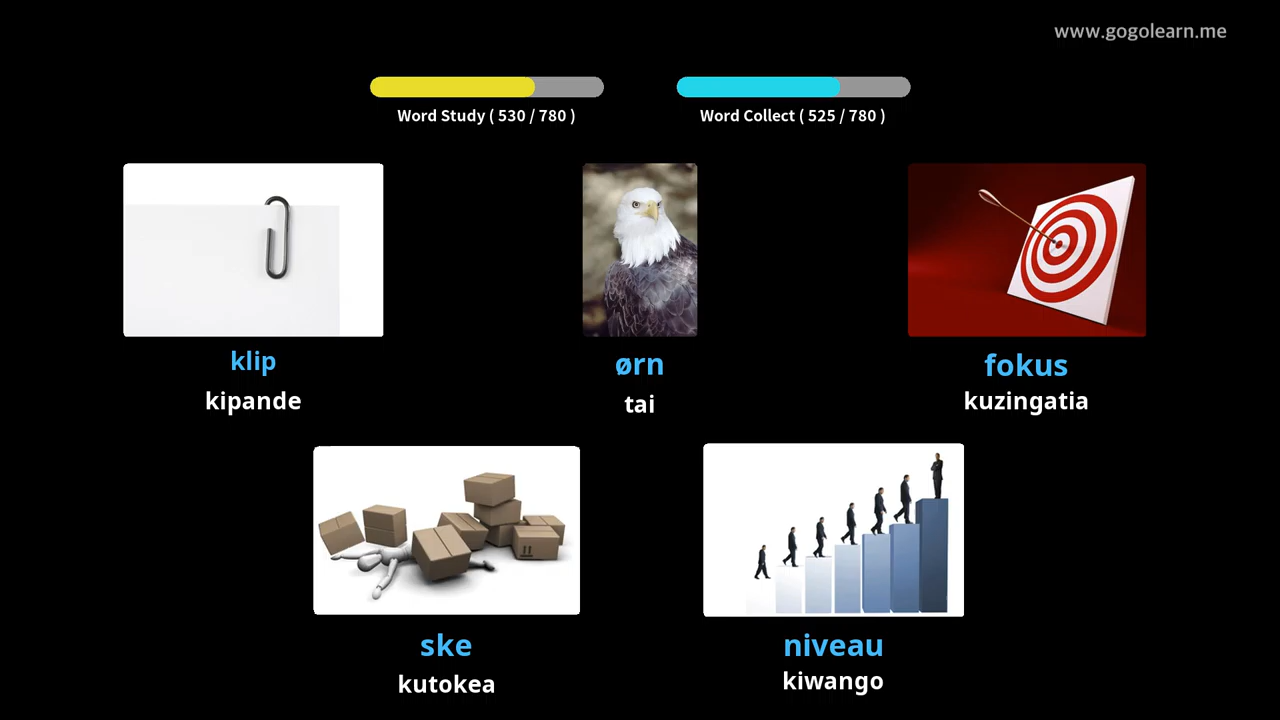 www.gogolearn.me
Word Study ( 530 / 780 )
Word Collect ( 525 / 780 )
klip
kipande
ørn
tai
fokus
kuzingatia
ske
kutokea
niveau
kiwango